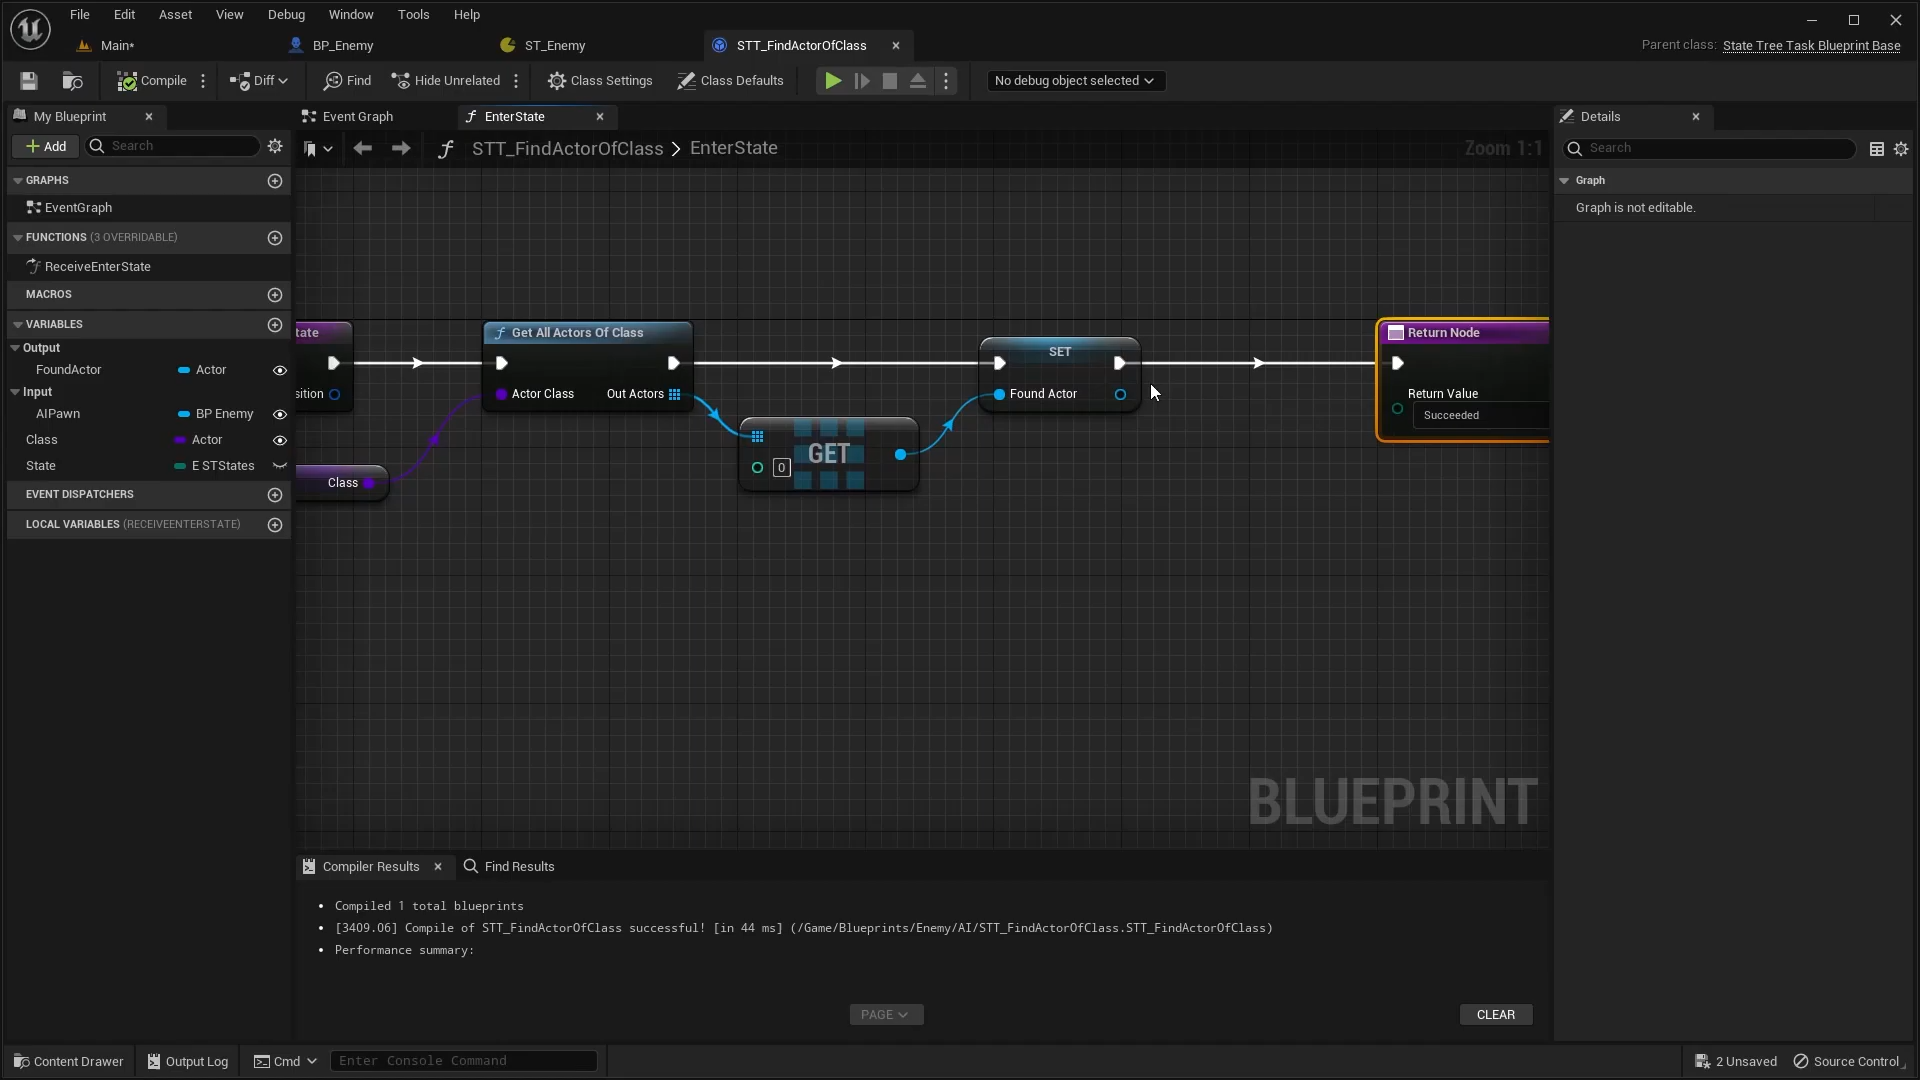 File Edit Asset View Debug Window Tools Help
Main* BP_Enemy ST_Enemy STT_FindActorOfClass Parent class: State Tree Task Blueprint Base
Compile Diff Find Hide Unrelated Class Settings Class Defaults No debug object selected
My Blueprint Event Graph EnterState Details
Add Search STT_FindActorOfClass > EnterState Zoom 1:1 Search
GRAPHS Graph
EventGraph Graph is not editable.
FUNCTIONS (3 OVERRIDABLE)
ReceiveEnterState
MACROS
VARIABLES
Output
FoundActor Actor
Input
AIPawn BP Enemy
Class Actor
State E STStates
EVENT DISPATCHERS
LOCAL VARIABLES (RECEIVEENTERSTATE)
tate
sition
Class
Get All Actors Of Class
Actor Class Out Actors
GET
0
SET
Found Actor
Return Node
Return Value
Succeeded
BLUEPRINT
Compiler Results Find Results
• Compiled 1 total blueprints
• [3409.06] Compile of STT_FindActorOfClass successful! [in 44 ms] (/Game/Blueprints/Enemy/AI/STT_FindActorOfClass.STT_FindActorOfClass)
• Performance summary:
PAGE CLEAR
Content Drawer Output Log Cmd Enter Console Command 2 Unsaved Source Control